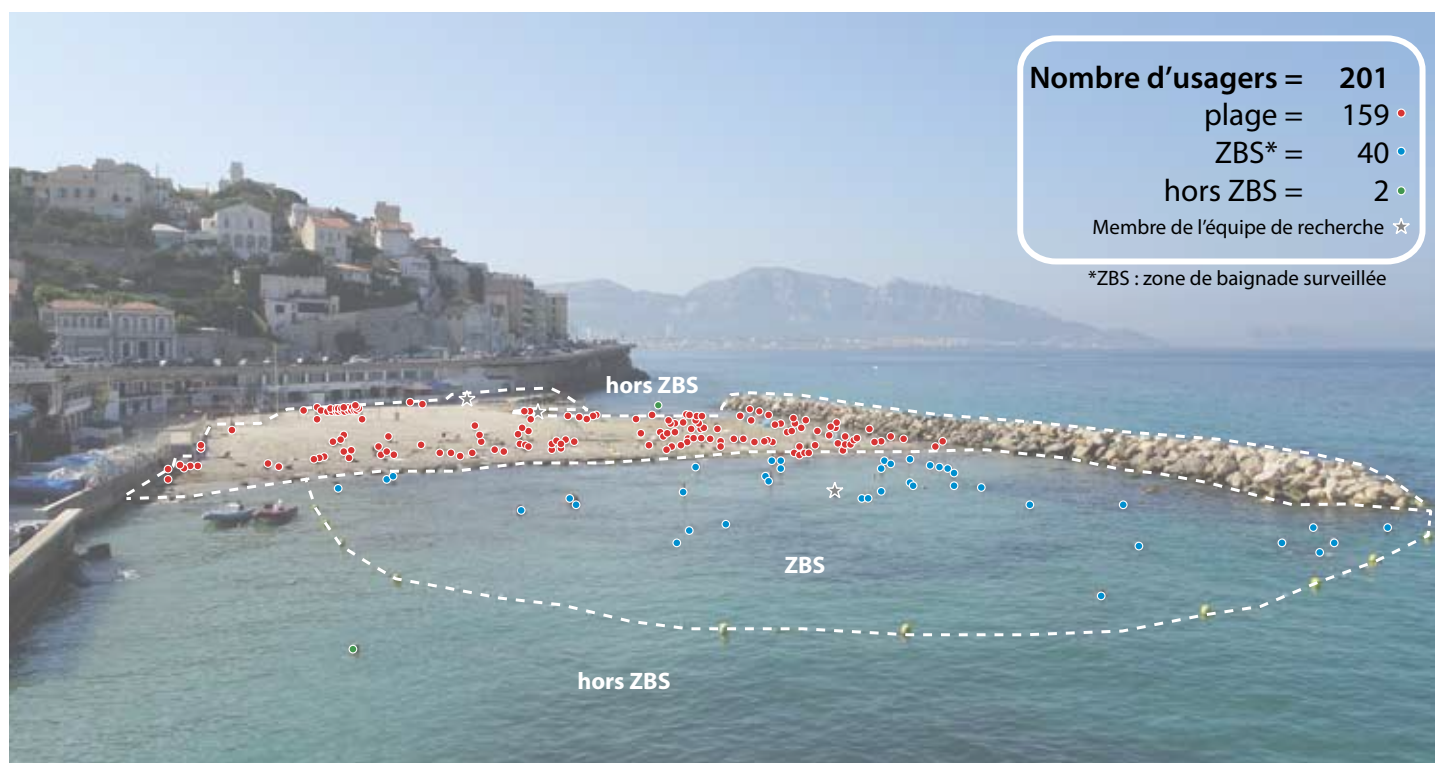 Nombre d'usagers = 201
plage = 159
ZBS* = 40
hors ZBS = 2
Membre de l'équipe de recherche
*ZBS : zone de baignade surveillée
hors ZBS
ZBS
hors ZBS